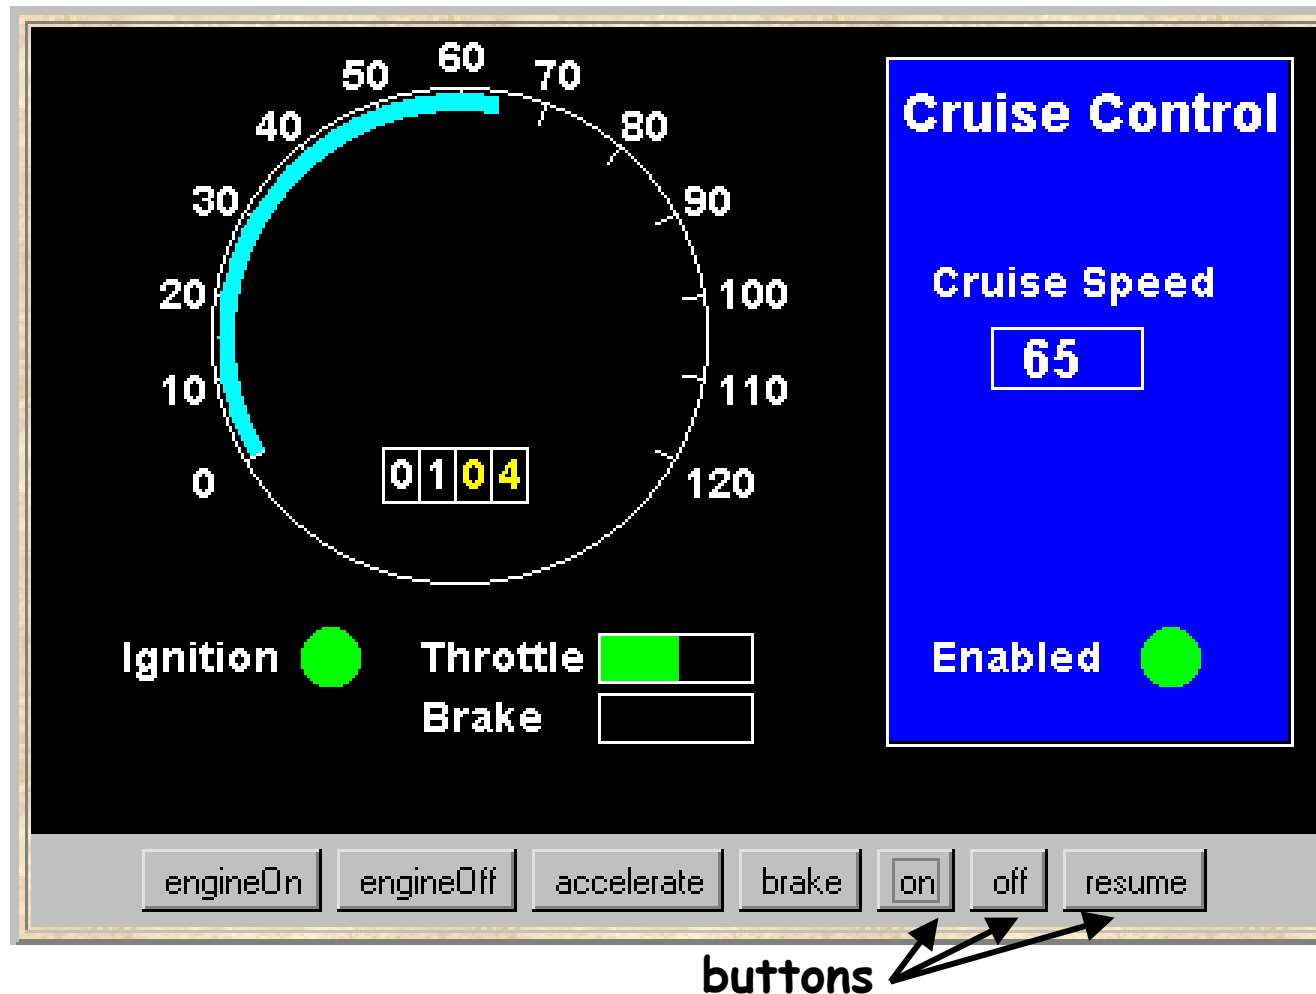 60
50 70
40 80
30 90
20 100
10 110
0 120
0104
Cruise Control
Cruise Speed
65
Ignition Throttle Enabled
Brake
engineOn engineOff accelerate brake on off resume
buttons